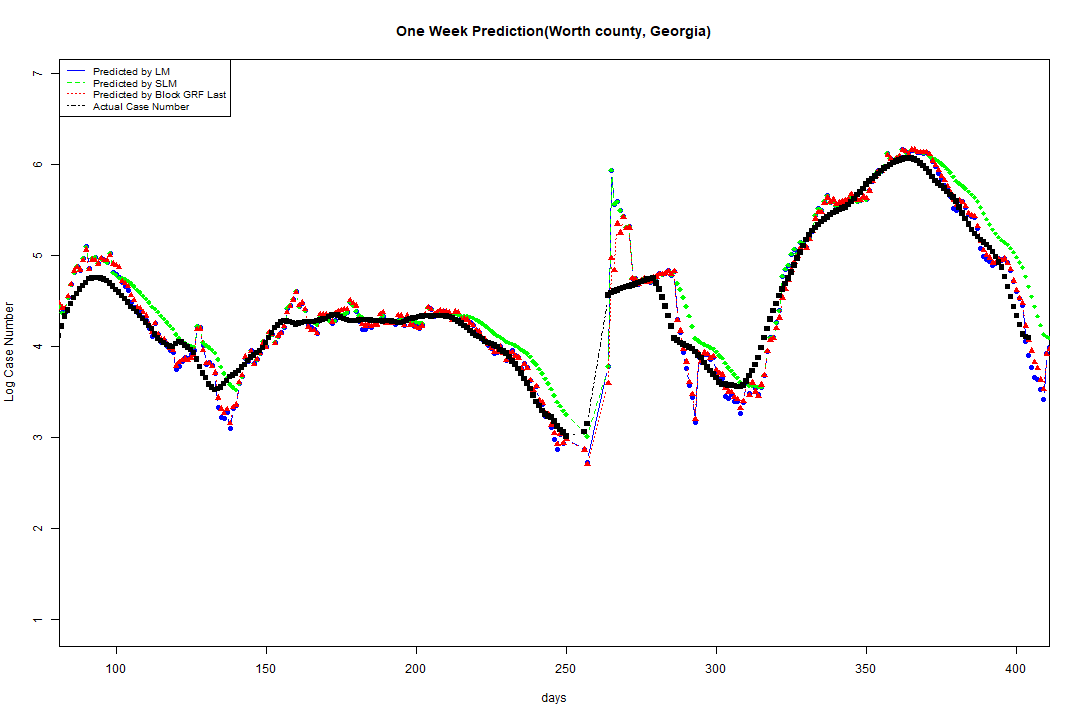 One Week Prediction(Worth county, Georgia)
Predicted by LM
Predicted by SLM
Predicted by Block GRF Last
Actual Case Number
Log Case Number
7
6
5
4
3
2
1
100 150 200 250 300 350 400
days